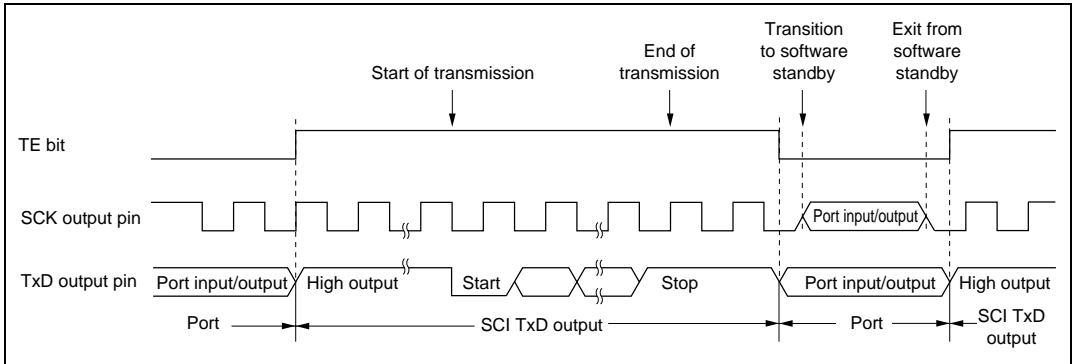 Transition
to software
standby
Exit from
software
standby
End of
transmission
Start of transmission
TE bit
SCK output pin
Port input/output
TxD output pin
Port input/output
High output
Start
Stop
Port input/output
High output
Port
SCI TxD output
Port
SCI TxD
output